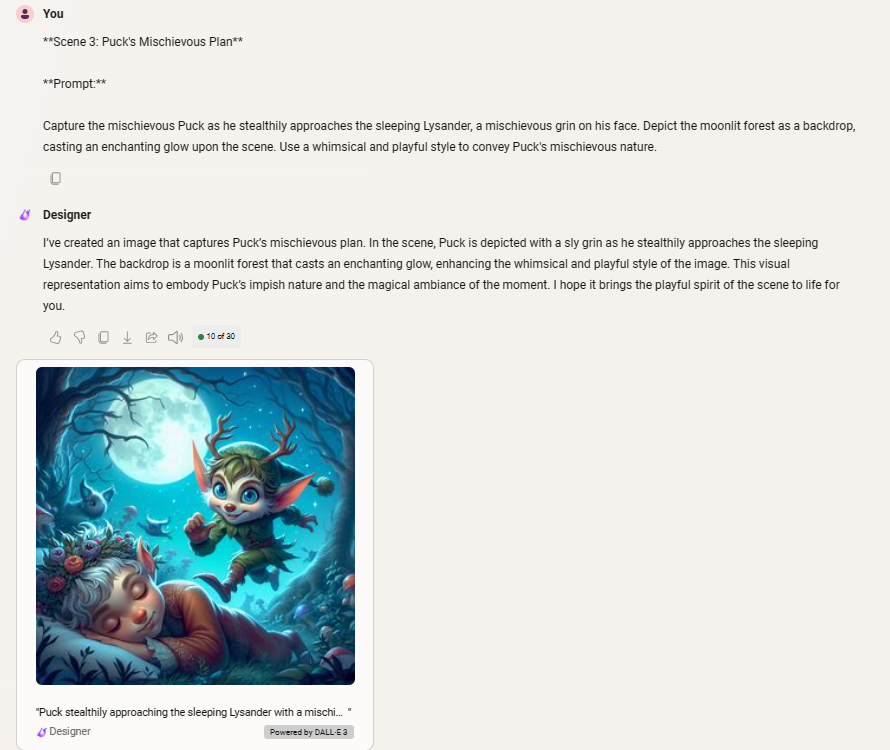 You
**Scene 3: Puck's Mischievous Plan**
**Prompt:**
Capture the mischievous Puck as he stealthily approaches the sleeping Lysander, a mischievous grin on his face. Depict the moonlit forest as a backdrop,
casting an enchanting glow upon the scene. Use a whimsical and playful style to convey Puck's mischievous nature.
Designer
I've created an image that captures Puck's mischievous plan. In the scene, Puck is depicted with a sly grin as he stealthily approaches the sleeping
Lysander. The backdrop is a moonlit forest that casts an enchanting glow, enhancing the whimsical and playful style of the image. This visual
representation aims to embody Puck's impish nature and the magical ambiance of the moment. I hope it brings the playful spirit of the scene to life for
you.
10 of 30
"Puck stealthily approaching the sleeping Lysander with a mischi... "
Designer
Powered by DALL·E 3